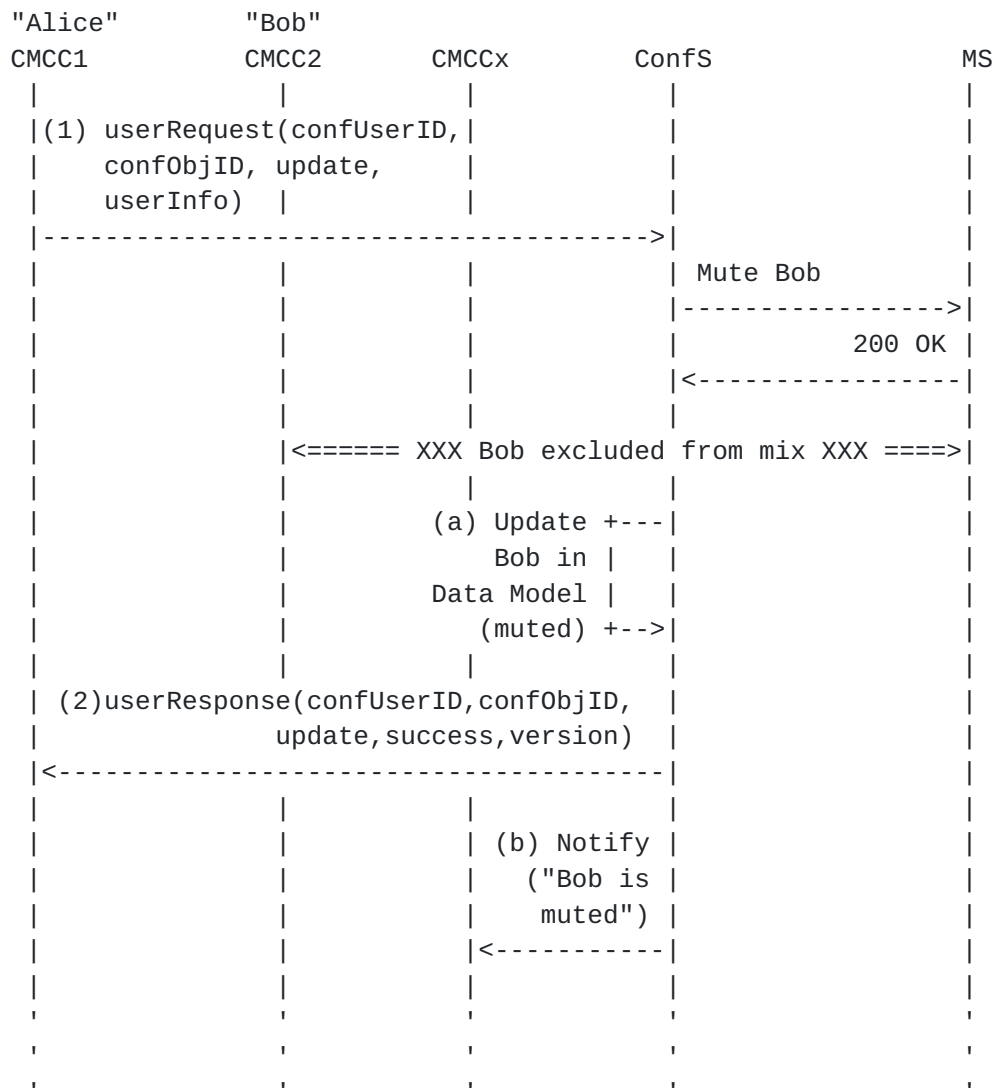 "Alice" "Bob"
CMCC1 CMCC2 CMCCx ConfS MS
(1) userRequest(confUserID,
confObjID, update,
userInfo)
Mute Bob
200 OK
XXX Bob excluded from mix XXX
(a) Update
Bob in
Data Model
(muted)
(2)userResponse(confUserID,confObjID,
update,success,version)
(b) Notify
("Bob is
muted")